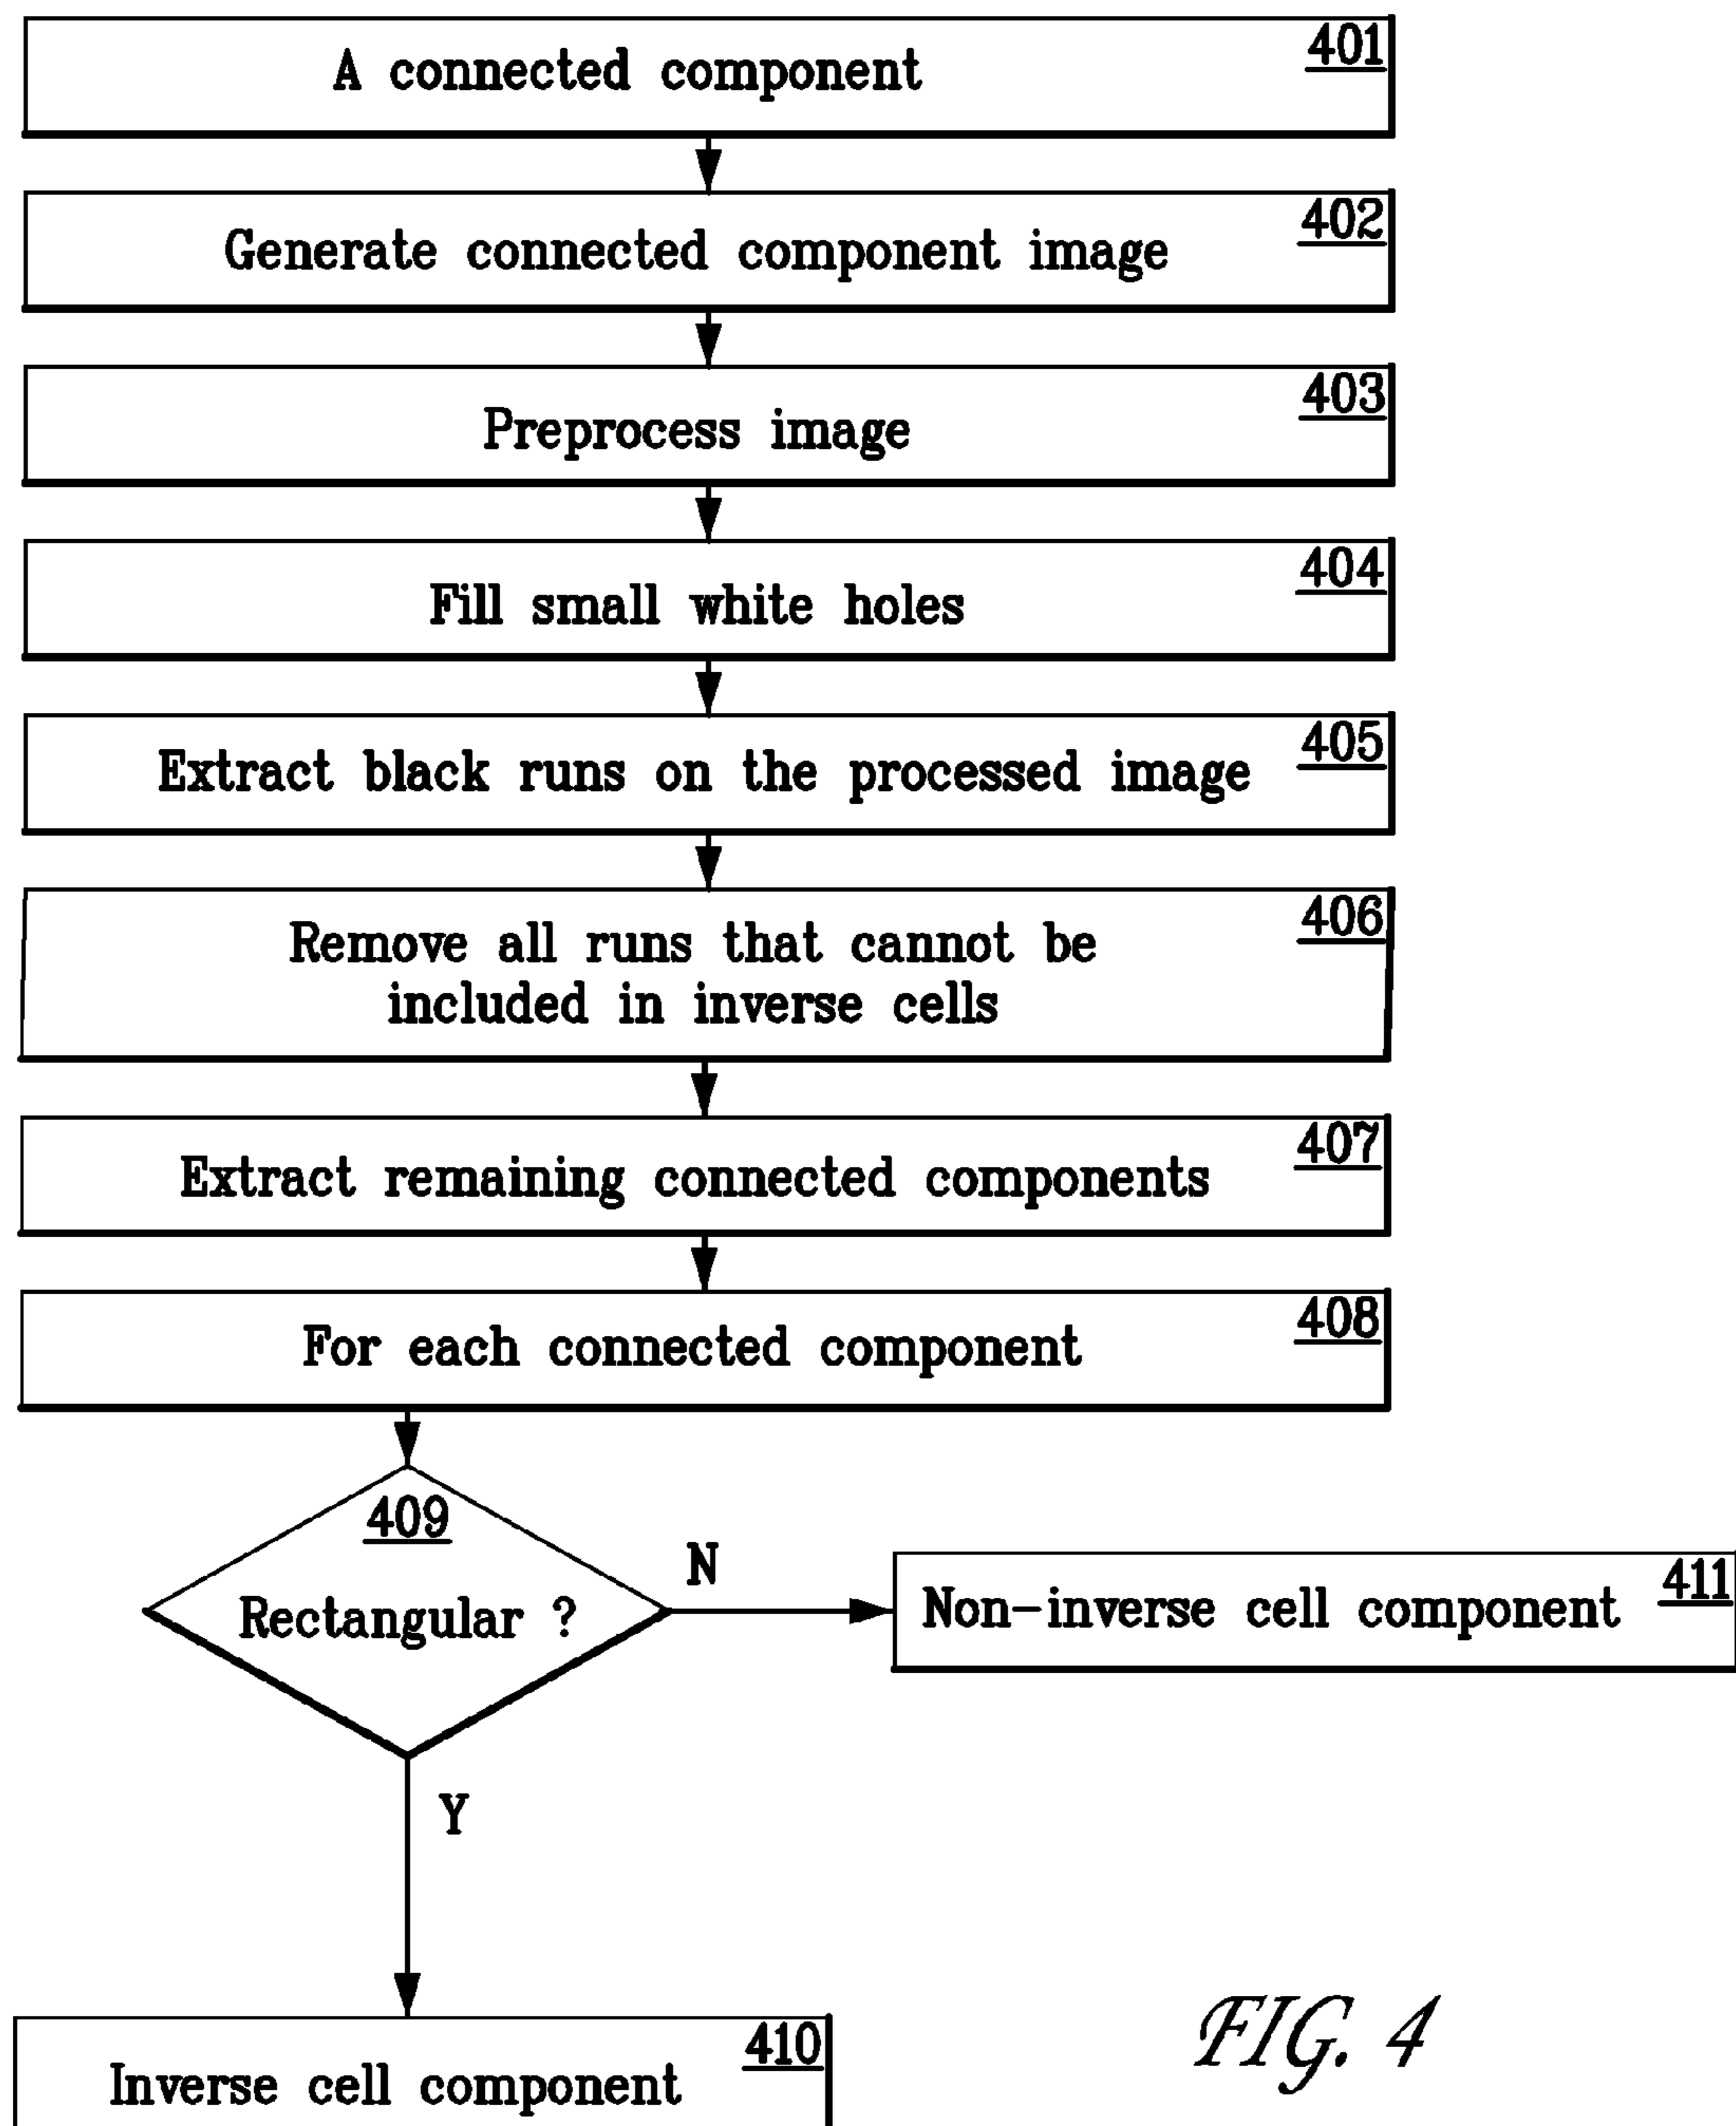 A connected component 401
Generate connected component image 402
Preprocess image 403
Fill small white holes 404
Extract black runs on the processed image 405
Remove all runs that cannot be 406
included in inverse cells
Extract remaining connected components 407
For each connected component 408
409
Rectangular ?
N
Non-inverse cell component 411
Y
Inverse cell component 410
FIG. 4